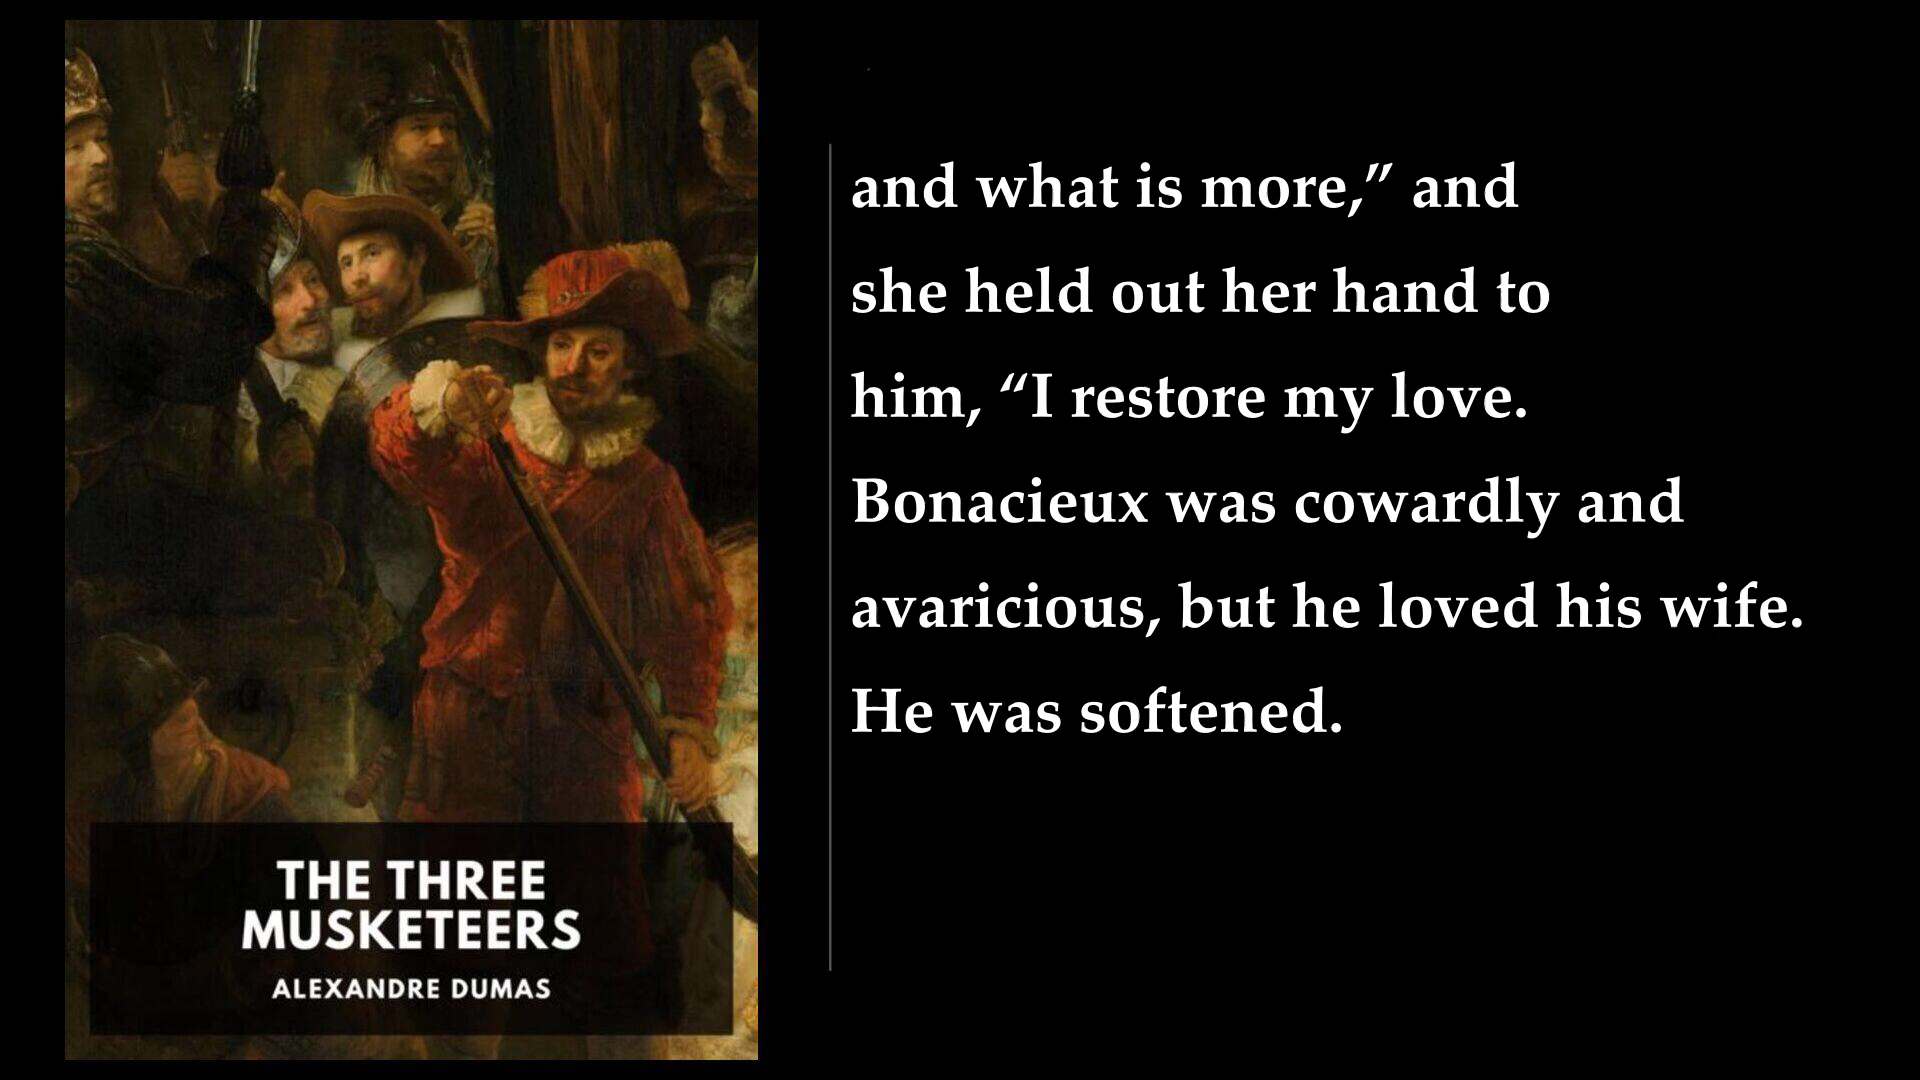 and what is more,” and
she held out her hand to
him, “I restore my love.
Bonacieux was cowardly and
avaricious, but he loved his wife.
He was softened.
THE THREE
MUSKETEERS
ALEXANDRE DUMAS